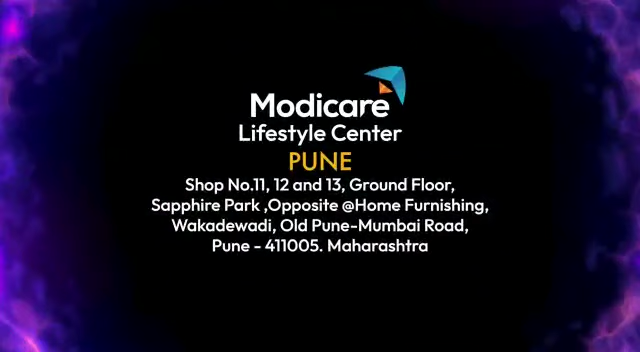 Modicare
Lifestyle Center
PUNE
Shop No.11, 12 and 13, Ground Floor,
Sapphire Park ,Opposite @Home Furnishing,
Wakadewadi, Old Pune-Mumbai Road,
Pune - 411005. Maharashtra